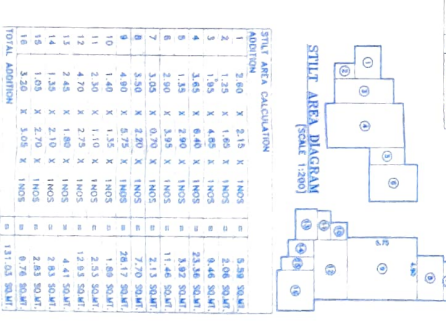 STILT AREA DIAGRAM
(SCALE 1:200)
1
2
3
4
5
6
8
9
5.75
4.90
STILT AREA CALCULATION
ADDITION
1 2.60 X 2.15 X 1NOS = 5.59 SQ.MT.
2 1.25 X 1.65 X 1NOS = 2.06 SQ.MT.
3 1.95 X 4.85 X 1NOS = 9.46 SQ.MT.
4 3.65 X 6.40 X 1NOS = 23.36 SQ.MT.
5 1.35 X 2.90 X 1NOS = 3.92 SQ.MT.
6 2.90 X 3.95 X 1NOS = 11.46 SQ.MT.
7 3.05 X 0.70 X 1NOS = 2.13 SQ.MT.
8 3.50 X 2.20 X 1NOS = 7.70 SQ.MT.
9 4.90 X 5.75 X 1NOS = 28.17 SQ.MT.
10 1.40 X 1.35 X 1NOS = 1.89 SQ.MT.
11 2.30 X 1.10 X 1NOS = 2.53 SQ.MT.
12 4.70 X 2.75 X 1NOS = 12.93 SQ.MT.
13 2.45 X 1.80 X 1NOS = 4.41 SQ.MT.
14 1.35 X 2.10 X 1NOS = 2.83 SQ.MT.
15 1.05 X 2.70 X 1NOS = 2.83 SQ.MT.
16 3.20 X 3.05 X 1NOS = 9.76 SQ.MT.
TOTAL ADDITION = 131.03 SQ.MT.